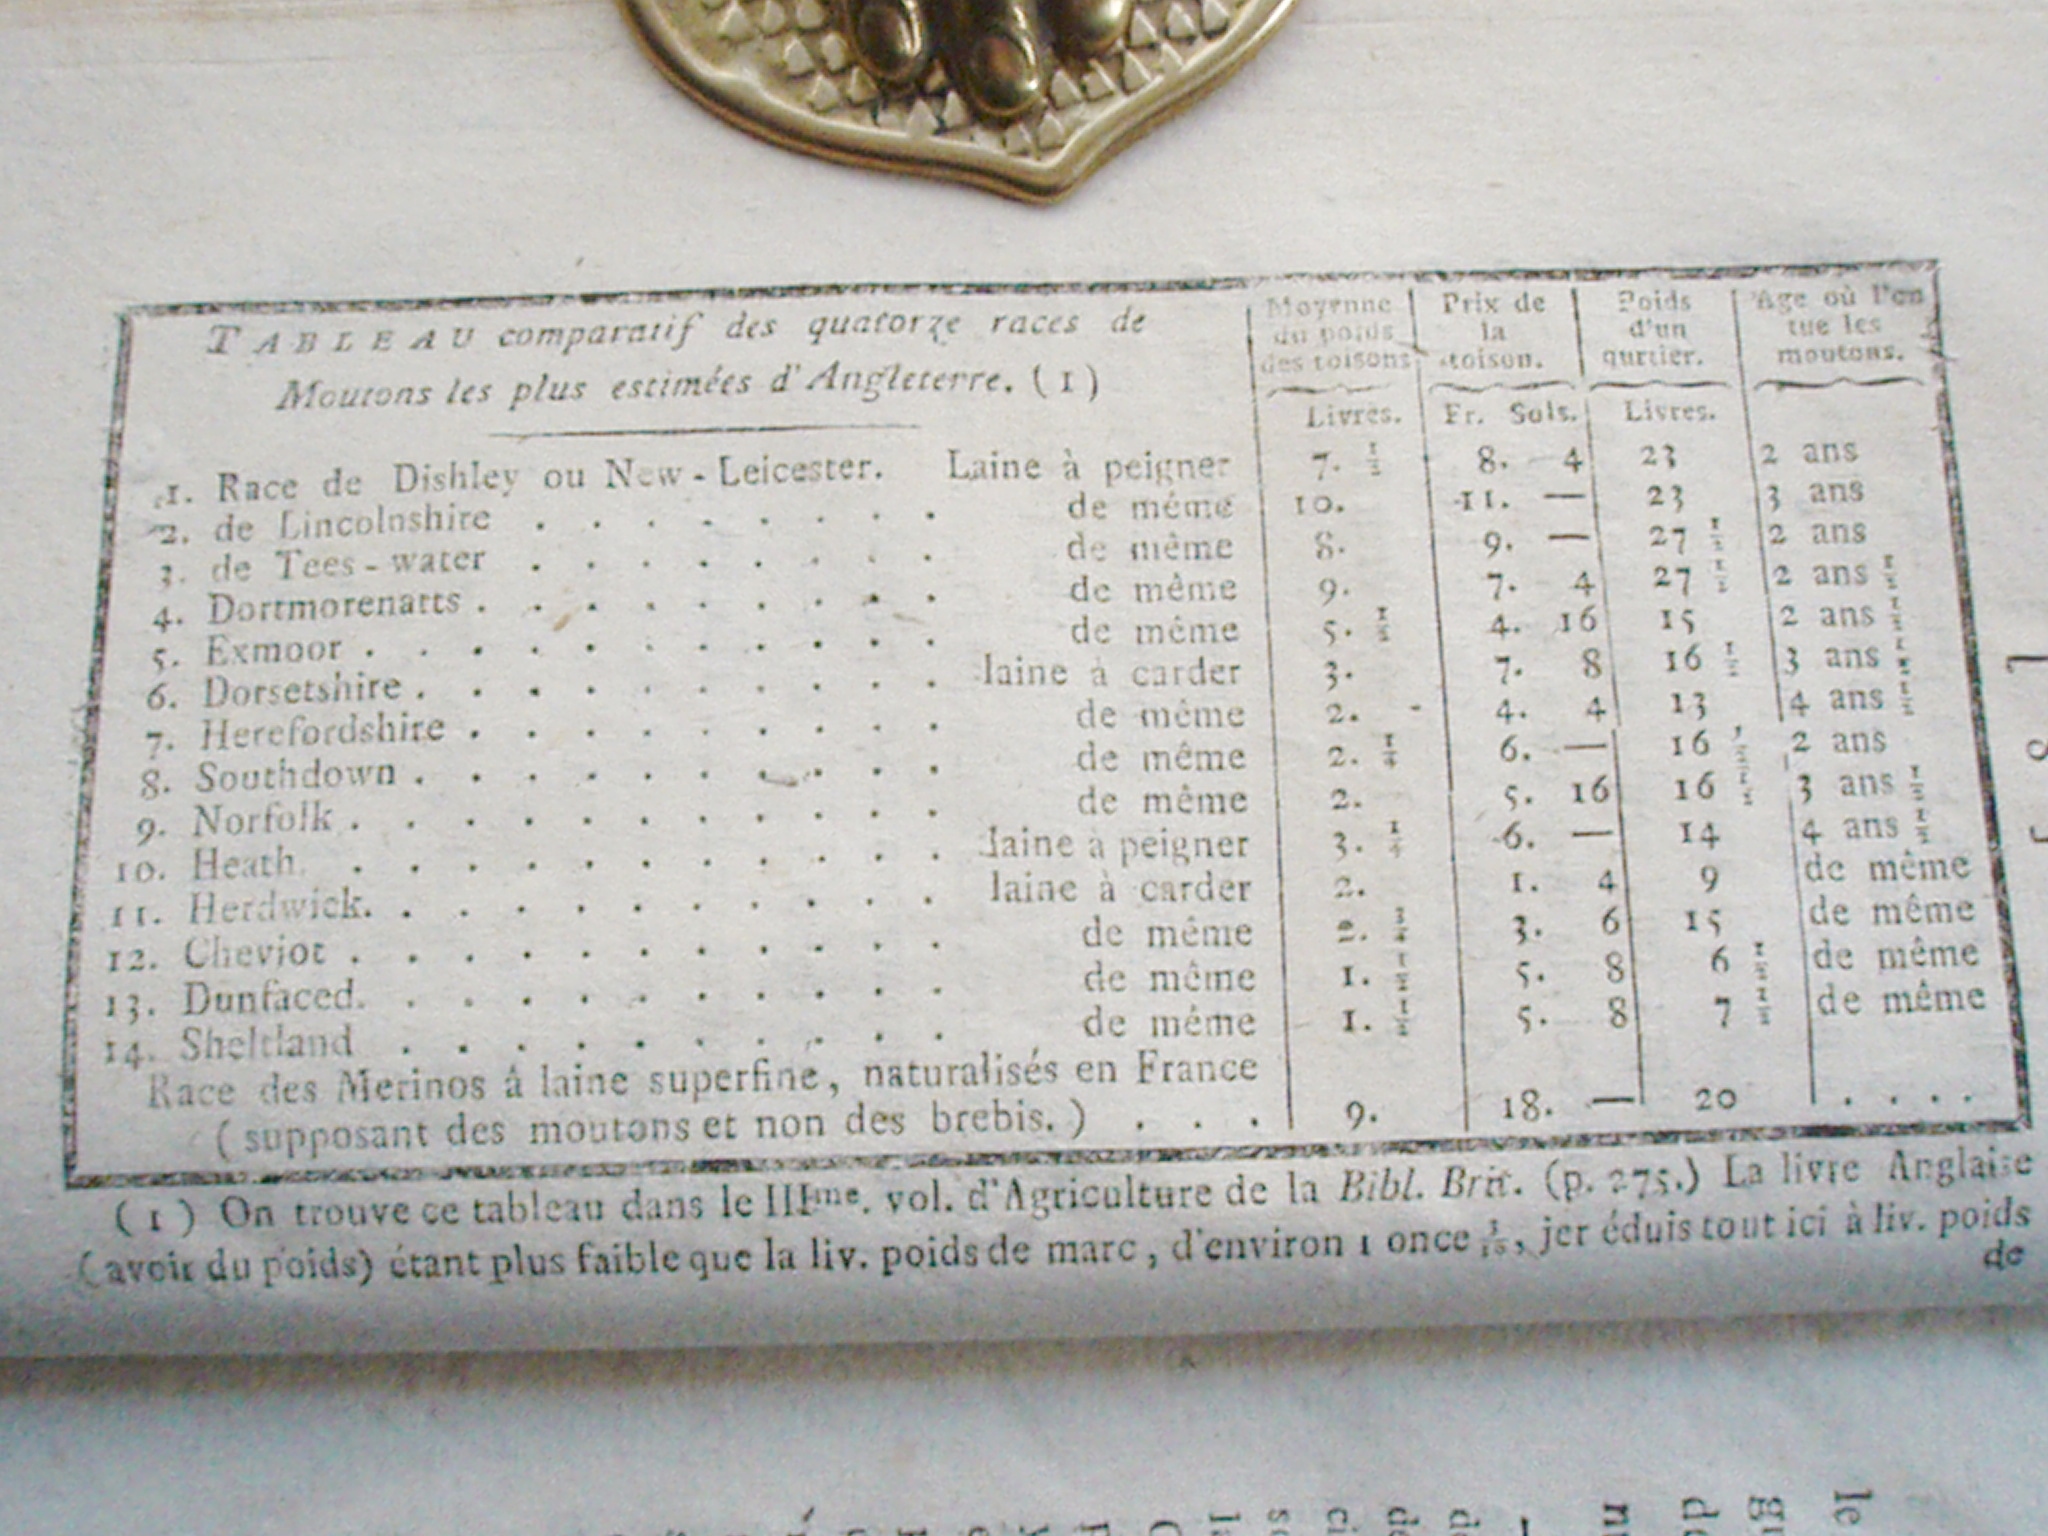 TABLEAU comparatif des quatorze races de
Moutons les plus estimées d'Angleterre. (1)
Moyenne du poids des toisons
Prix de la toison.
Poids d'un qurtier.
Age où l'on tue les moutons.
Livres. Fr. Sols. Livres.
1. Race de Dishley ou New-Leicester. Laine à peigner 7. 1/2 8. 4 23 2 ans
2. de Lincolnshire . . . . . . . . de même 10. 11. — 23 3 ans
3. de Tees-water . . . . . . . . de même 8. 9. — 27 1/2 2 ans
4. Dortmorenatts . . . . . . . . . de même 9. 7. 4 27 1/2 2 ans 1/2
5. Exmoor . . . . . . . . . . . de même 5. 1/2 4. 16 15 2 ans 1/2
6. Dorsetshire . . . . . . . . . . laine à carder 3. 7. 8 16 1/2 3 ans 1/2
7. Herefordshire . . . . . . . . . de même 2. 4. 4 13 4 ans 1/2
8. Southdown . . . . . . . . . . de même 2. 1/4 6. — 16 1/2 2 ans
9. Norfolk . . . . . . . . . . . de même 2. 5. 16 16 1/2 3 ans 1/2
10. Heath . . . . . . . . . . . laine à peigner 3. 1/4 6. — 14 4 ans 1/2
11. Herdwick. . . . . . . . . . . laine à carder 2. 1. 4 9 de même
12. Cheviot . . . . . . . . . . . de même 2. 3/4 3. 6 15 de même
13. Dunfaced. . . . . . . . . . . de même 1. 1/2 5. 8 6 1/2 de même
14. Sheltland . . . . . . . . . . de même 1. 1/2 5. 8 7 1/2 de même
Race des Merinos à laine superfine, naturalisés en France
(supposant des moutons et non des brebis.) . . . 9. 18. — 20 . . . .
(1) On trouve ce tableau dans le IIIme. vol. d'Agriculture de la Bibl. Brit. (p. 275.) La livre Anglaise
(avoir du poids) étant plus faible que la liv. poids de marc, d'environ 1 once, jer éduis tout ici à liv. poids
de